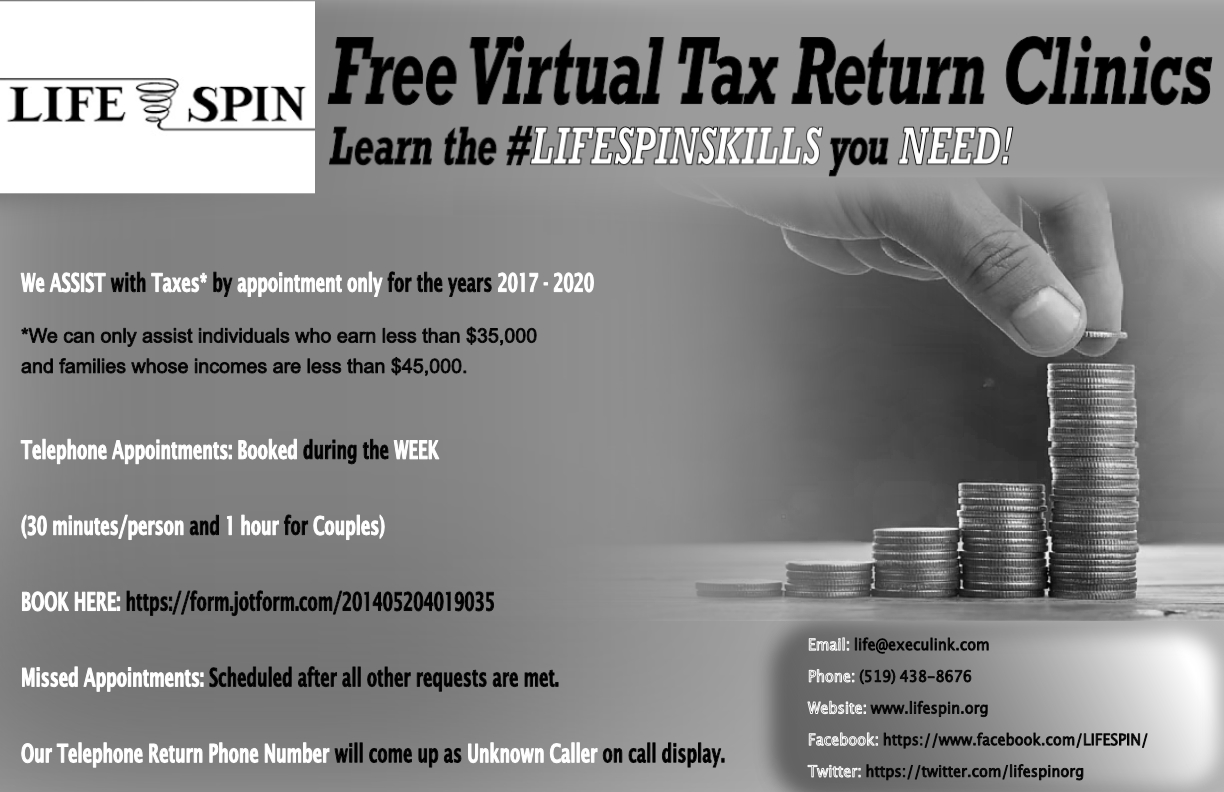 LIFE SPIN
Free Virtual Tax Return Clinics
Learn the #LIFESPINSKILLS you NEED!
We ASSIST with Taxes* by appointment only for the years 2017 - 2020
*We can only assist individuals who earn less than $35,000
and families whose incomes are less than $45,000.
Telephone Appointments: Booked during the WEEK
(30 minutes/person and 1 hour for Couples)
BOOK HERE: https://form.jotform.com/201405204019035
Missed Appointments: Scheduled after all other requests are met.
Our Telephone Return Phone Number will come up as Unknown Caller on call display.
Email: life@execulink.com
Phone: (519) 438-8676
Website: www.lifespin.org
Facebook: https://www.facebook.com/LIFESPIN/
Twitter: https://twitter.com/lifespinorg